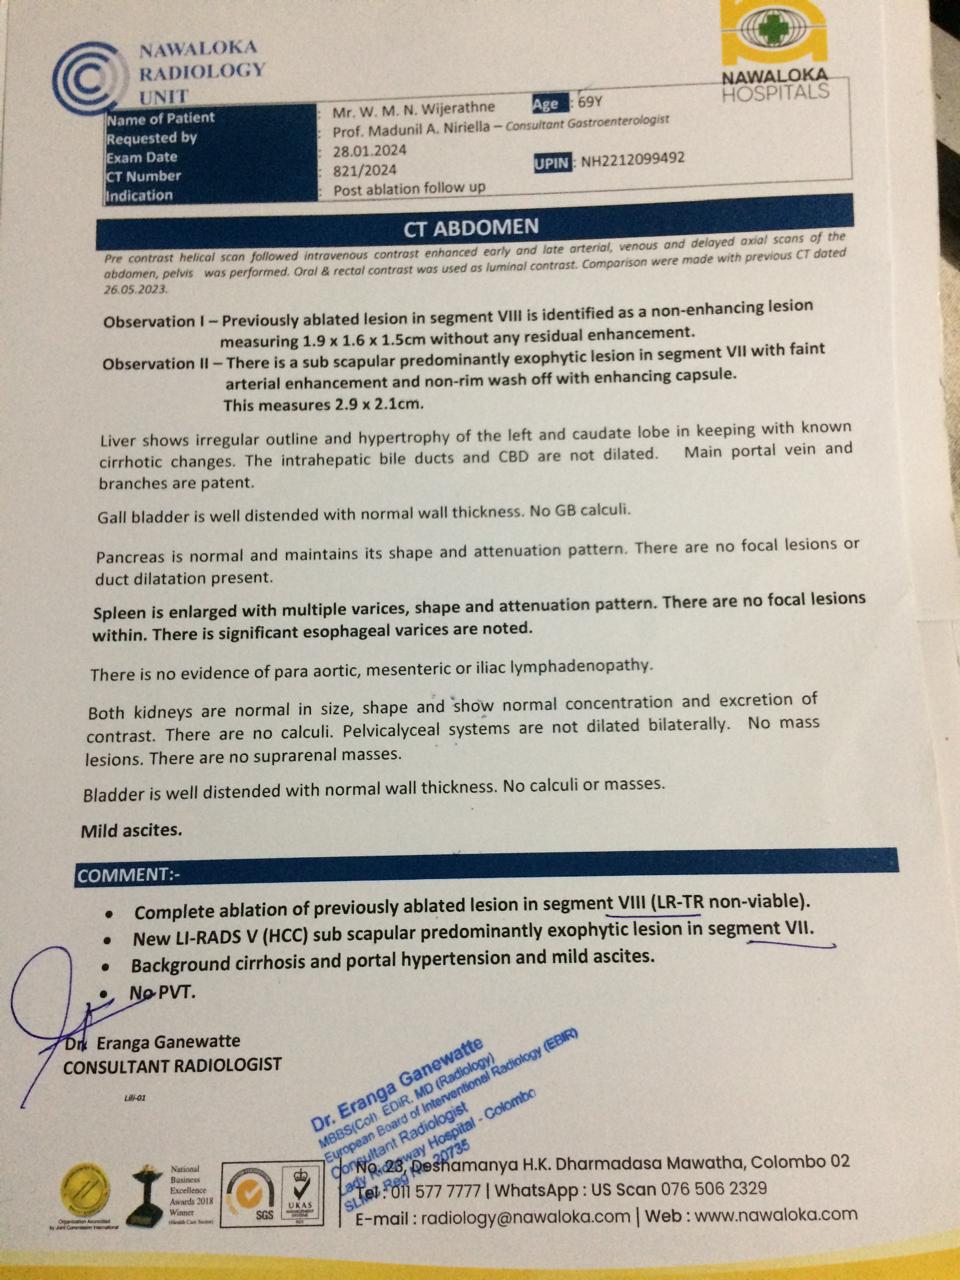 NAWALOKA
RADIOLOGY
UNIT
NAWALOKA
HOSPITALS
Name of Patient : Mr. W. M. N. Wijerathne Age : 69Y
Requested by : Prof. Madunil A. Niriella – Consultant Gastroenterologist
Exam Date : 28.01.2024
CT Number : 821/2024 UPIN : NH2212099492
Indication : Post ablation follow up
CT ABDOMEN
Pre contrast helical scan followed intravenous contrast enhanced early and late arterial, venous and delayed axial scans of the
abdomen, pelvis was performed. Oral & rectal contrast was used as luminal contrast. Comparison were made with previous CT dated
26.05.2023.
Observation I – Previously ablated lesion in segment VIII is identified as a non-enhancing lesion
measuring 1.9 x 1.6 x 1.5cm without any residual enhancement.
Observation II – There is a sub scapular predominantly exophytic lesion in segment VII with faint
arterial enhancement and non-rim wash off with enhancing capsule.
This measures 2.9 x 2.1cm.
Liver shows irregular outline and hypertrophy of the left and caudate lobe in keeping with known
cirrhotic changes. The intrahepatic bile ducts and CBD are not dilated. Main portal vein and
branches are patent.
Gall bladder is well distended with normal wall thickness. No GB calculi.
Pancreas is normal and maintains its shape and attenuation pattern. There are no focal lesions or
duct dilatation present.
Spleen is enlarged with multiple varices, shape and attenuation pattern. There are no focal lesions
within. There is significant esophageal varices are noted.
There is no evidence of para aortic, mesenteric or iliac lymphadenopathy.
Both kidneys are normal in size, shape and show normal concentration and excretion of
contrast. There are no calculi. Pelvicalyceal systems are not dilated bilaterally. No mass
lesions. There are no suprarenal masses.
Bladder is well distended with normal wall thickness. No calculi or masses.
Mild ascites.
COMMENT:-
• Complete ablation of previously ablated lesion in segment VIII (LR-TR non-viable).
• New LI-RADS V (HCC) sub scapular predominantly exophytic lesion in segment VII.
• Background cirrhosis and portal hypertension and mild ascites.
• No PVT.
Dr. Eranga Ganewatte
CONSULTANT RADIOLOGIST
Lili-01
Dr. Eranga Ganewatte
MBBS(Col), EDiR, MD (Radiology)
European Board of Interventional Radiology (EBIR)
Consultant Radiologist
Lady Ridgeway Hospital - Colombo
SLMC Reg No. 20735
Organization Accredited
by Joint Commission International
National
Business
Excellence
Awards 2018
Winner
(Health Care Sector)
SGS
UKAS
MANAGEMENT
SYSTEMS
No. 23, Deshamanya H.K. Dharmadasa Mawatha, Colombo 02
Tel : 011 577 7777 | WhatsApp : US Scan 076 506 2329
E-mail : radiology@nawaloka.com | Web : www.nawaloka.com